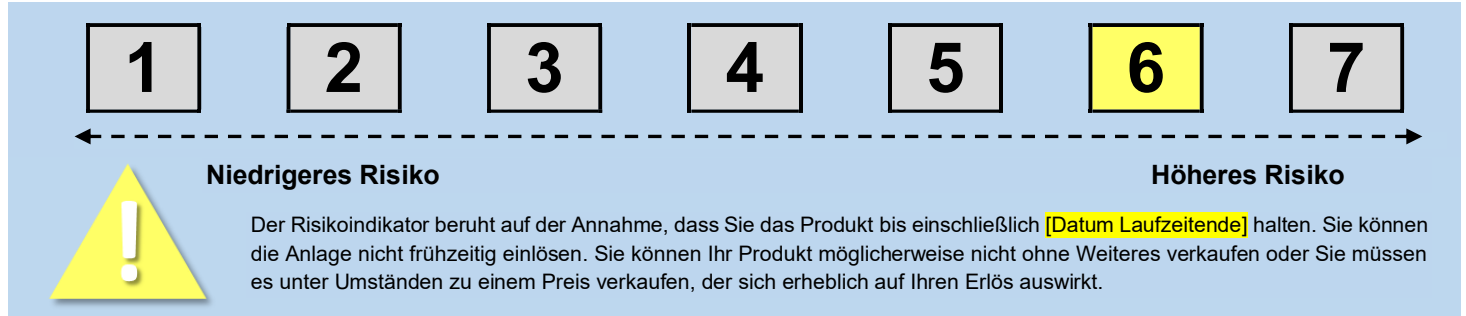 1 2 3 4 5 6 7
Niedrigeres Risiko Höheres Risiko
!
Der Risikoindikator beruht auf der Annahme, dass Sie das Produkt bis einschließlich [Datum Laufzeitende] halten. Sie können
die Anlage nicht frühzeitig einlösen. Sie können Ihr Produkt möglicherweise nicht ohne Weiteres verkaufen oder Sie müssen
es unter Umständen zu einem Preis verkaufen, der sich erheblich auf Ihren Erlös auswirkt.